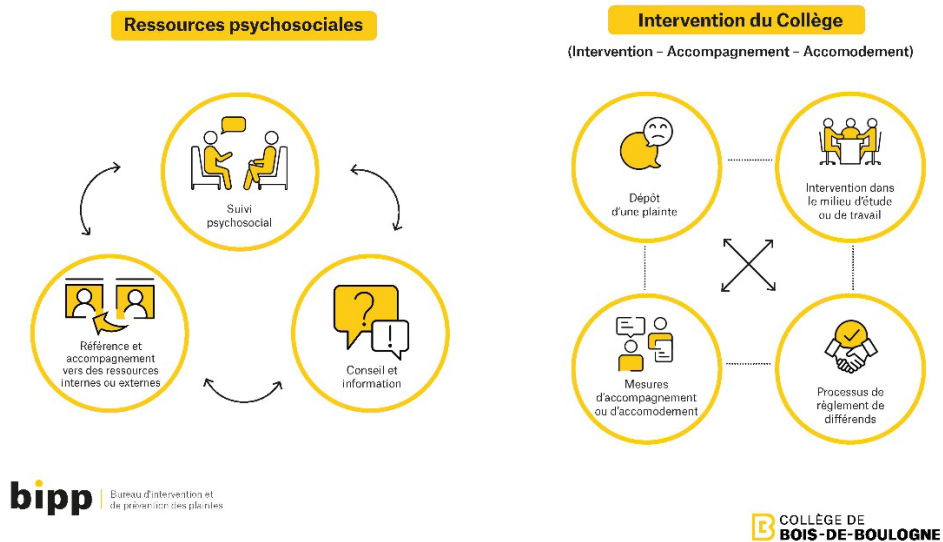 Ressources psychosociales
Suivi
psychosocial
Référence et
accompagnement
vers des ressources
internes ou externes
?
!
Conseil et
information
Intervention du Collège
(Intervention – Accompagnement – Accomodement)
Dépôt
d'une plainte
Intervention dans
le milieu d'étude
ou de travail
Mesures
d'accompagnement
ou d'accomodement
Processus de
règlement de
différends
bipp
Bureau d'intervention et
de prévention des plaintes
B
COLLÈGE DE
BOIS-DE-BOULOGNE